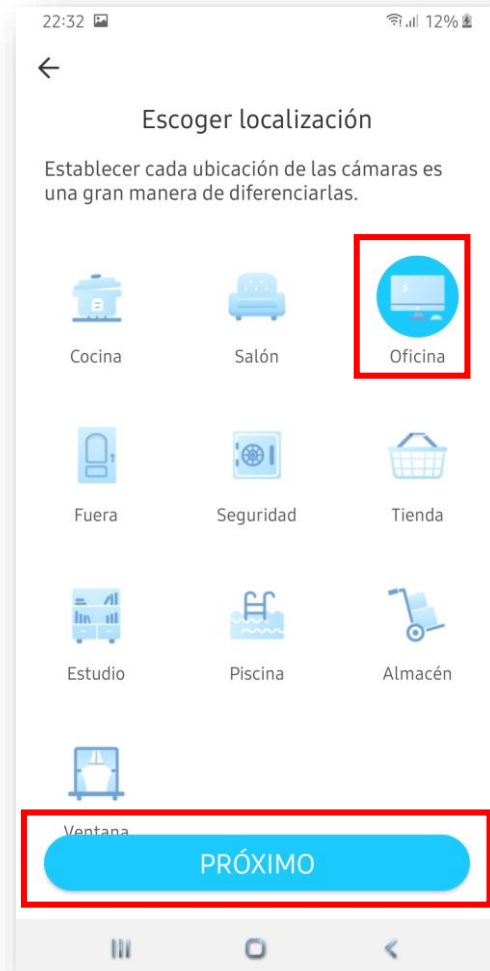 22:32 12%
Escoger localización
Establecer cada ubicación de las cámaras es
una gran manera de diferenciarlas.
Cocina Salón Oficina
Fuera Seguridad Tienda
Estudio Piscina Almacén
Ventana
PRÓXIMO